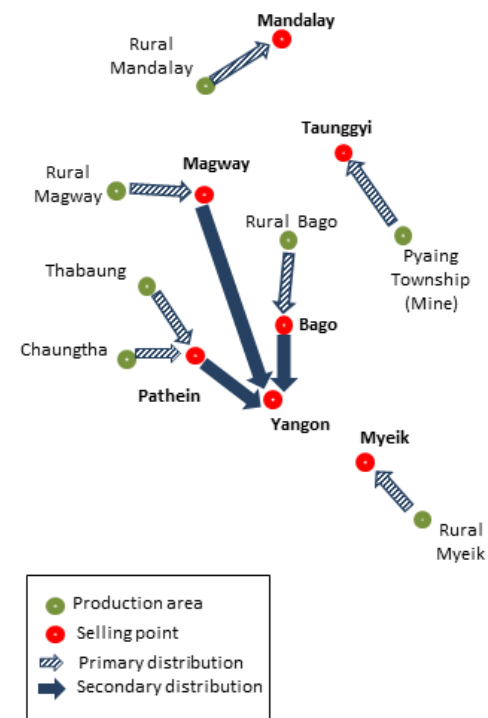 Mandalay
Rural
Mandalay
Taunggyi
Magway
Rural
Magway
Rural Bago
Pyaing
Township
(Mine)
Thabaung
Bago
Chaungtha
Pathein
Yangon
Myeik
Rural
Myeik
Production area
Selling point
Primary distribution
Secondary distribution